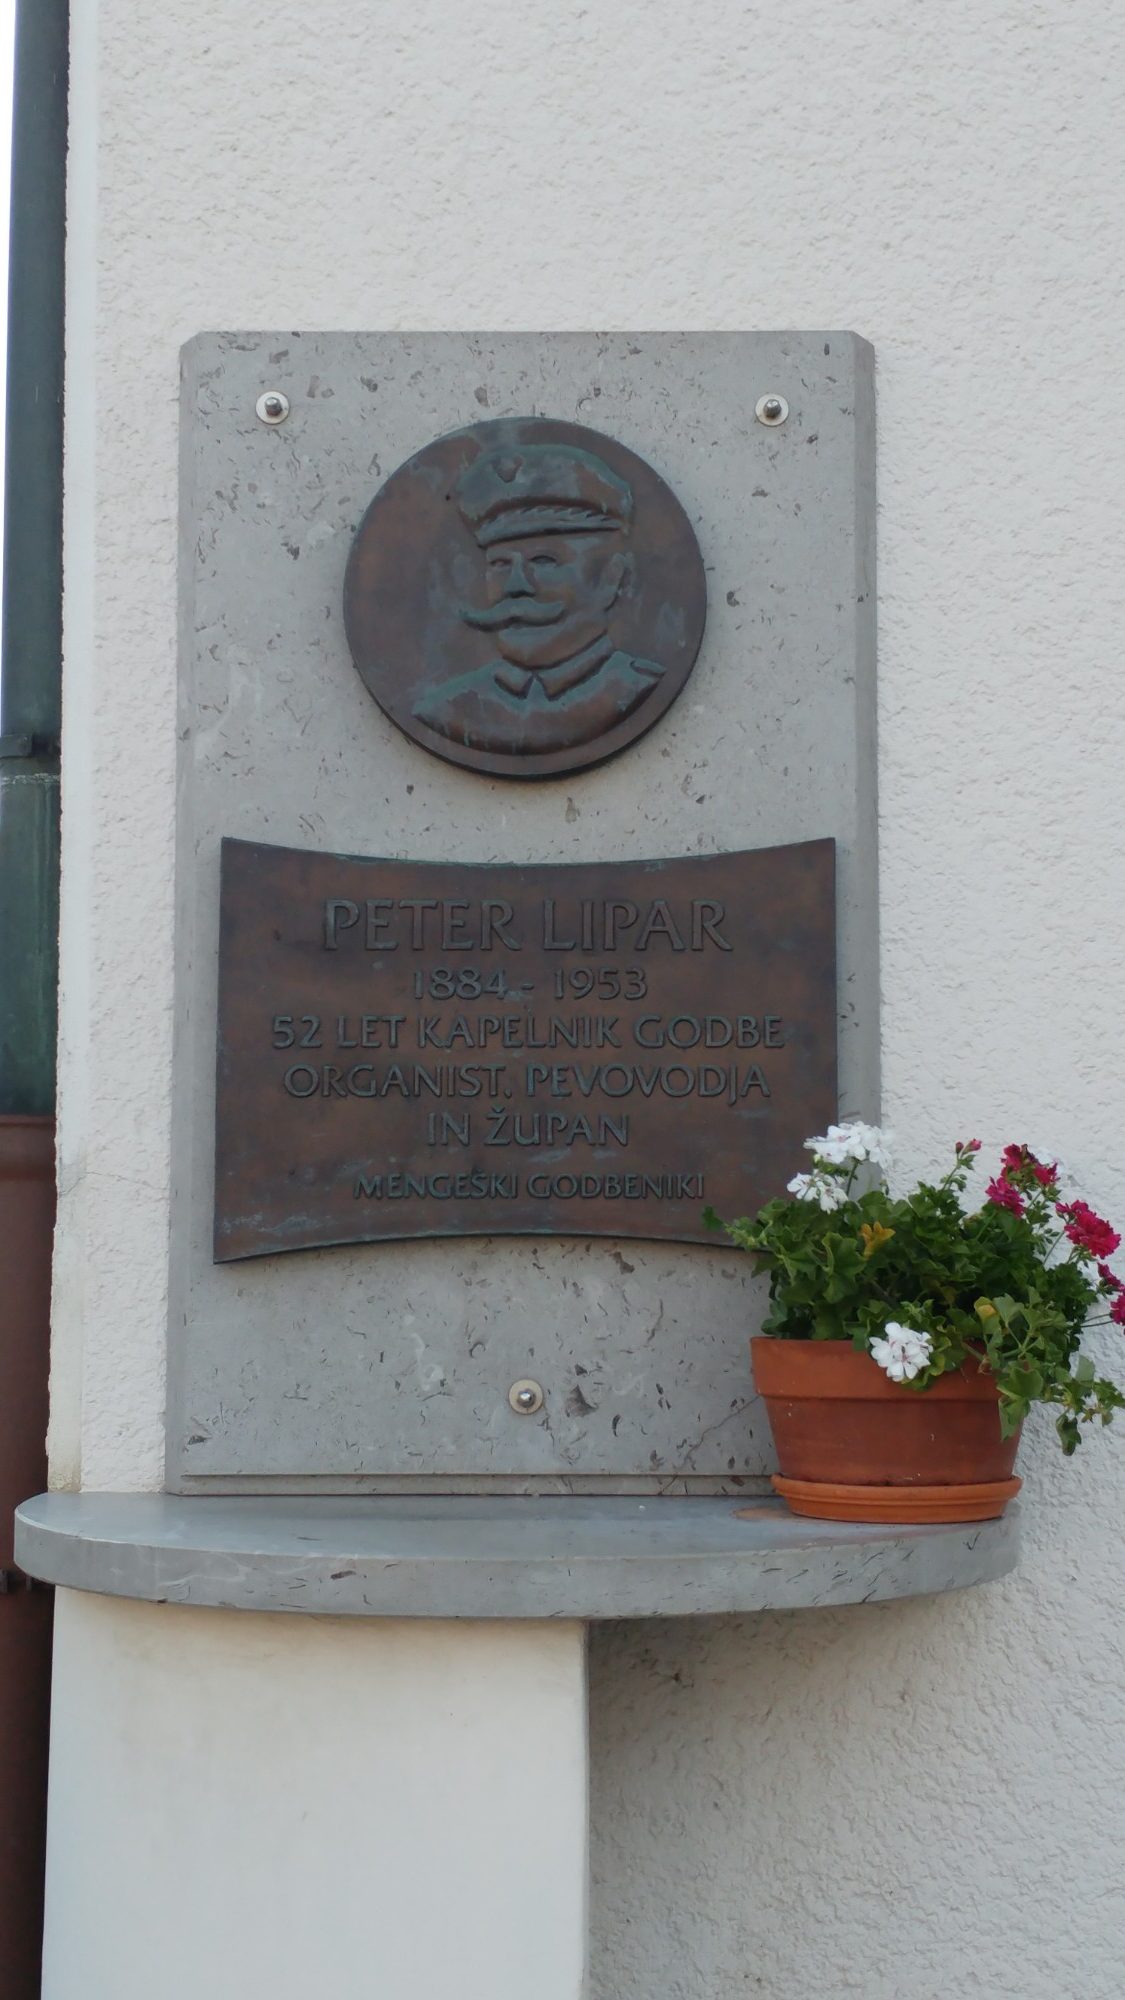 PETER LIPAR
1884 - 1953
52 LET KAPELNIK GODBE
ORGANIST, PEVOVODJA
IN ŽUPAN
MENGEŠKI GODBENIKI